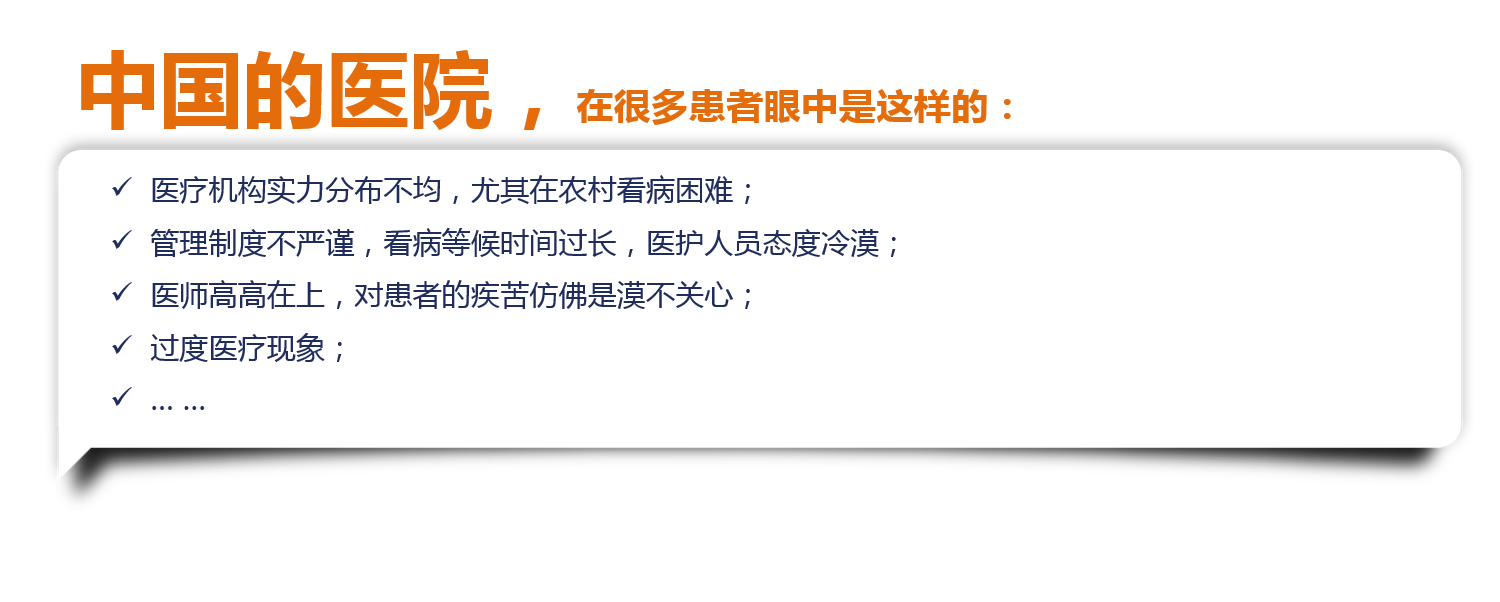 中国的医院，在很多患者眼中是这样的：
✓ 医疗机构实力分布不均，尤其在农村看病困难；
✓ 管理制度不严谨，看病等候时间过长，医护人员态度冷漠；
✓ 医师高高在上，对患者的疾苦仿佛是漠不关心；
✓ 过度医疗现象；
✓ … …